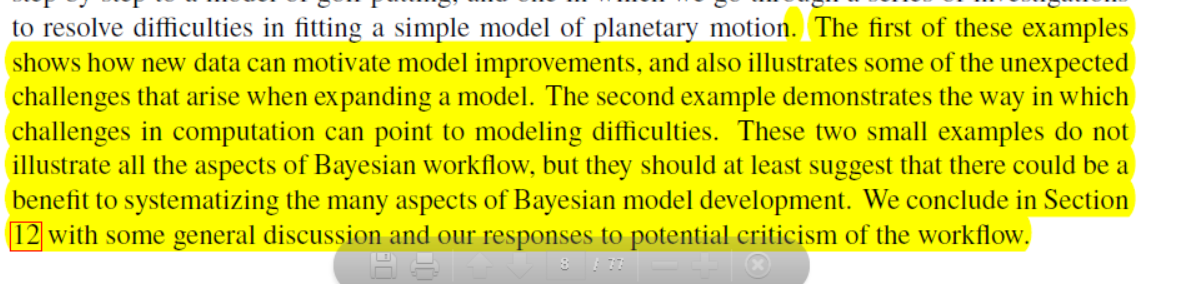 to resolve difficulties in fitting a simple model of planetary motion. The first of these examples
shows how new data can motivate model improvements, and also illustrates some of the unexpected
challenges that arise when expanding a model. The second example demonstrates the way in which
challenges in computation can point to modeling difficulties. These two small examples do not
illustrate all the aspects of Bayesian workflow, but they should at least suggest that there could be a
benefit to systematizing the many aspects of Bayesian model development. We conclude in Section
12 with some general discussion and our responses to potential criticism of the workflow.
8 / 77